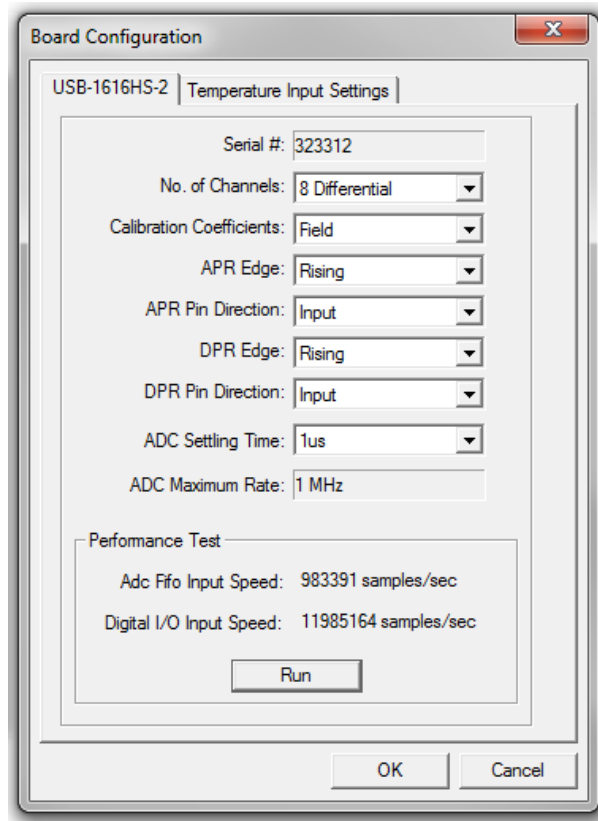 Board Configuration
USB-1616HS-2 Temperature Input Settings
Serial #: 323312
No. of Channels: 8 Differential
Calibration Coefficients: Field
APR Edge: Rising
APR Pin Direction: Input
DPR Edge: Rising
DPR Pin Direction: Input
ADC Settling Time: 1us
ADC Maximum Rate: 1 MHz
Performance Test
Adc Fifo Input Speed: 983391 samples/sec
Digital I/O Input Speed: 11985164 samples/sec
Run
OK Cancel